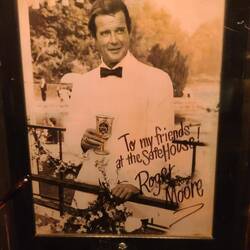 To my friends
at the SafeHouse!
Roger
Moore